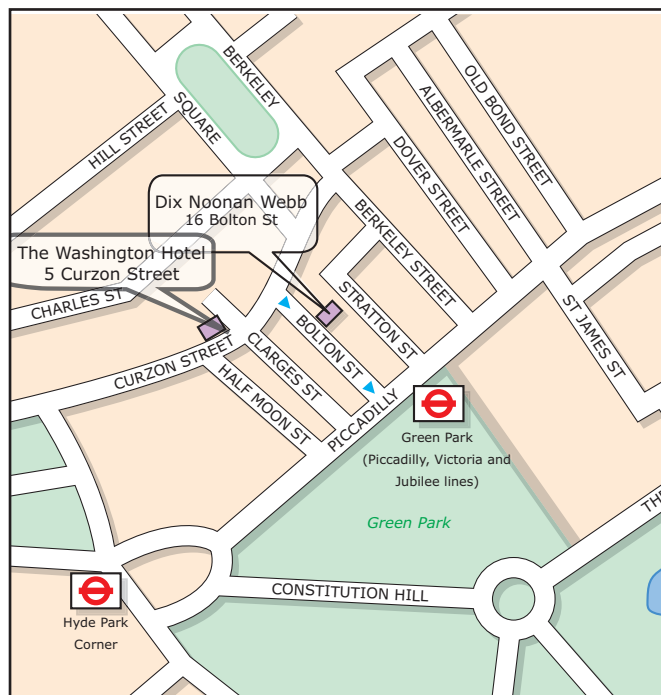 BERKELEY
SQUARE
HILL STREET
OLD BOND STREET
ALBERMARLE STREET
DOVER STREET
Dix Noonan Webb
16 Bolton St
BERKELEY STREET
The Washington Hotel
5 Curzon Street
CHARLES ST
STRATTON ST
ST JAMES ST
BOLTON ST
CURZON STREET
CLARGES ST
HALF MOON ST
PICCADILLY
Green Park
(Piccadilly, Victoria and
Jubilee lines)
THE
Green Park
CONSTITUTION HILL
Hyde Park
Corner